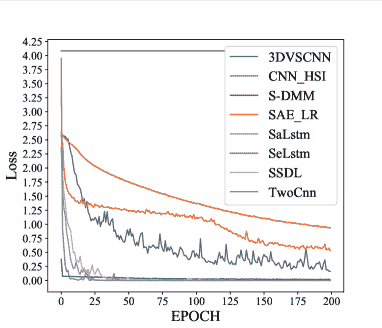 4.25
4.00
3.75
3.50
3.25
3.00
2.75
2.50
2.25
2.00
1.75
1.50
1.25
1.00
0.75
0.50
0.25
0.00
Loss
3DVSCNN
CNN_HSI
S-DMM
SAE_LR
SaLstm
SeLstm
SSDL
TwoCnn
0 25 50 75 100 125 150 175 200
EPOCH